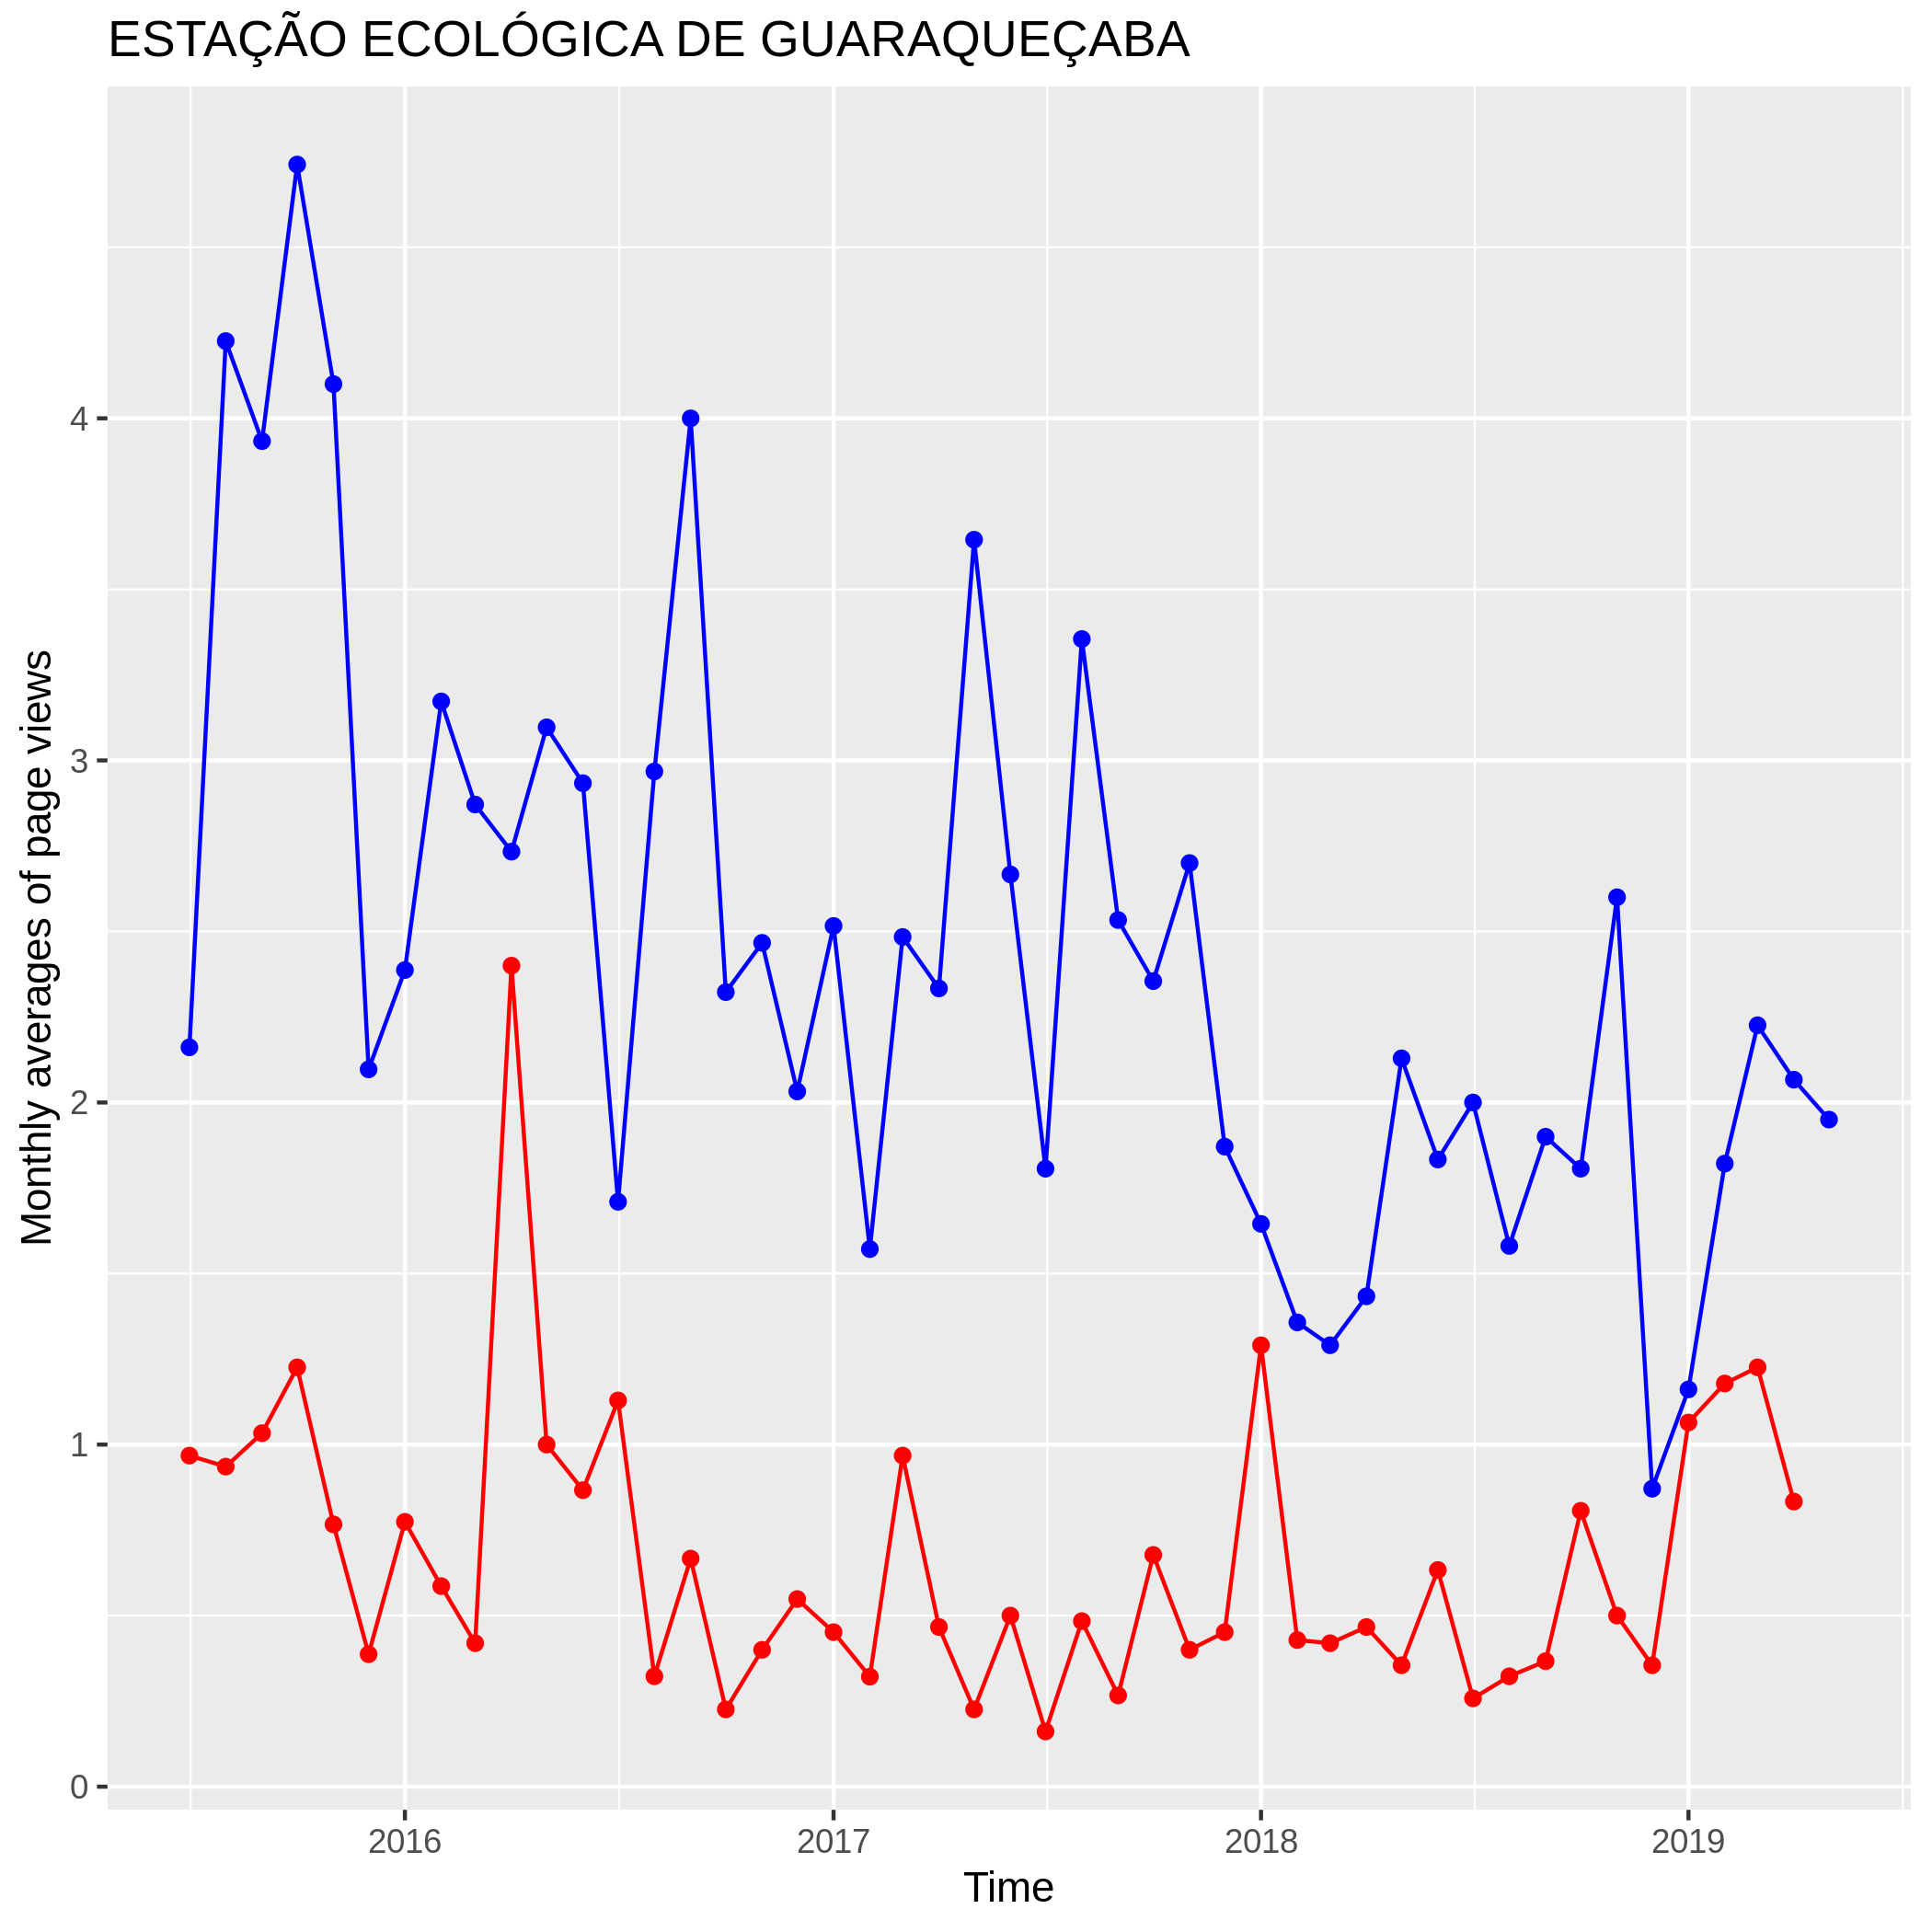 ESTAÇÃO ECOLÓGICA DE GUARAQUEÇABA
Monthly averages of page views
4
3
2
1
0
2016 2017 2018 2019
Time